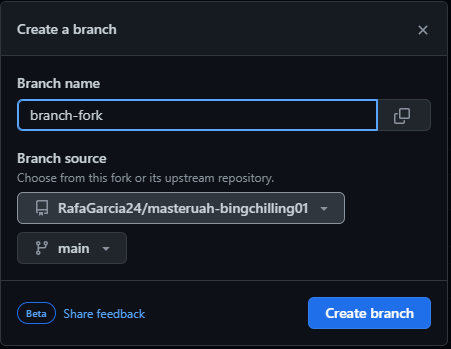 Create a branch
Branch name
branch-fork
Branch source
Choose from this fork or its upstream repository.
RafaGarcia24/masteruah-bingchilling01
main
Beta Share feedback
Create branch